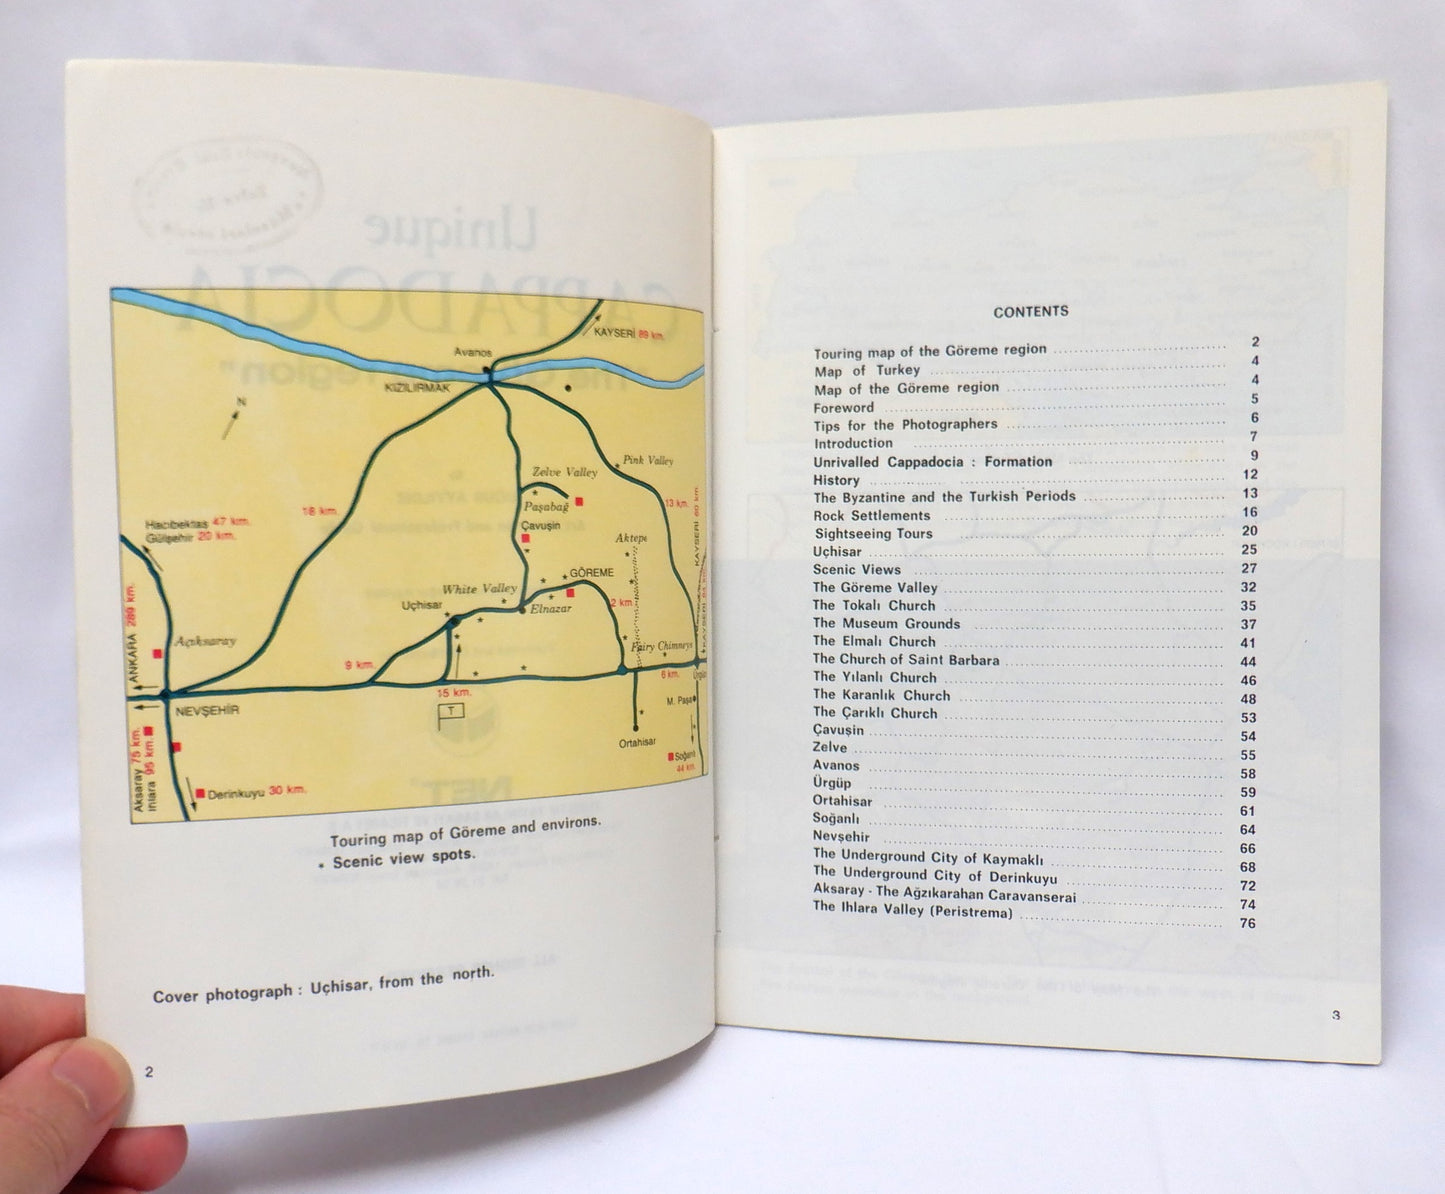 KAYSERİ 89 km.
Avanos
KIZILIRMAK
N
Pink Valley
Zelve Valley
Paşabağ
13 km.
KAYSERİ 60 km.
18 km.
Hacıbektaş 47 km.
Gülşehir 20 km.
Çavuşin
Aktepe
GÖREME
White Valley
Uçhisar
Elnazar
2 km
KAYSERİ
ANKARA 289 km.
Açıksaray
Fairy Chimneys
9 km.
6 km.
15 km.
T
M. Paşa
NEVŞEHİR
Ortahisar
Soğanlı
44 km.
Aksaray 75 km.
Ihlara 95 km.
Derinkuyu 30 km.
Touring map of Göreme and environs.
* Scenic view spots.
Cover photograph : Uçhisar, from the north.
2
CONTENTS
Touring map of the Göreme region 2
Map of Turkey 4
Map of the Göreme region 4
Foreword 5
Tips for the Photographers 6
Introduction 7
Unrivalled Cappadocia : Formation 9
History 12
The Byzantine and the Turkish Periods 13
Rock Settlements 16
Sightseeing Tours 20
Uçhisar 25
Scenic Views 27
The Göreme Valley 32
The Tokalı Church 35
The Museum Grounds 37
The Elmalı Church 41
The Church of Saint Barbara 44
The Yılanlı Church 46
The Karanlık Church 48
The Çarıklı Church 53
Çavuşin 54
Zelve 55
Avanos 58
Ürgüp 59
Ortahisar 61
Soğanlı 64
Nevşehir 66
The Underground City of Kaymaklı 68
The Underground City of Derinkuyu 72
Aksaray - The Ağzıkarahan Caravanserai 74
The Ihlara Valley (Peristrema) 76
3